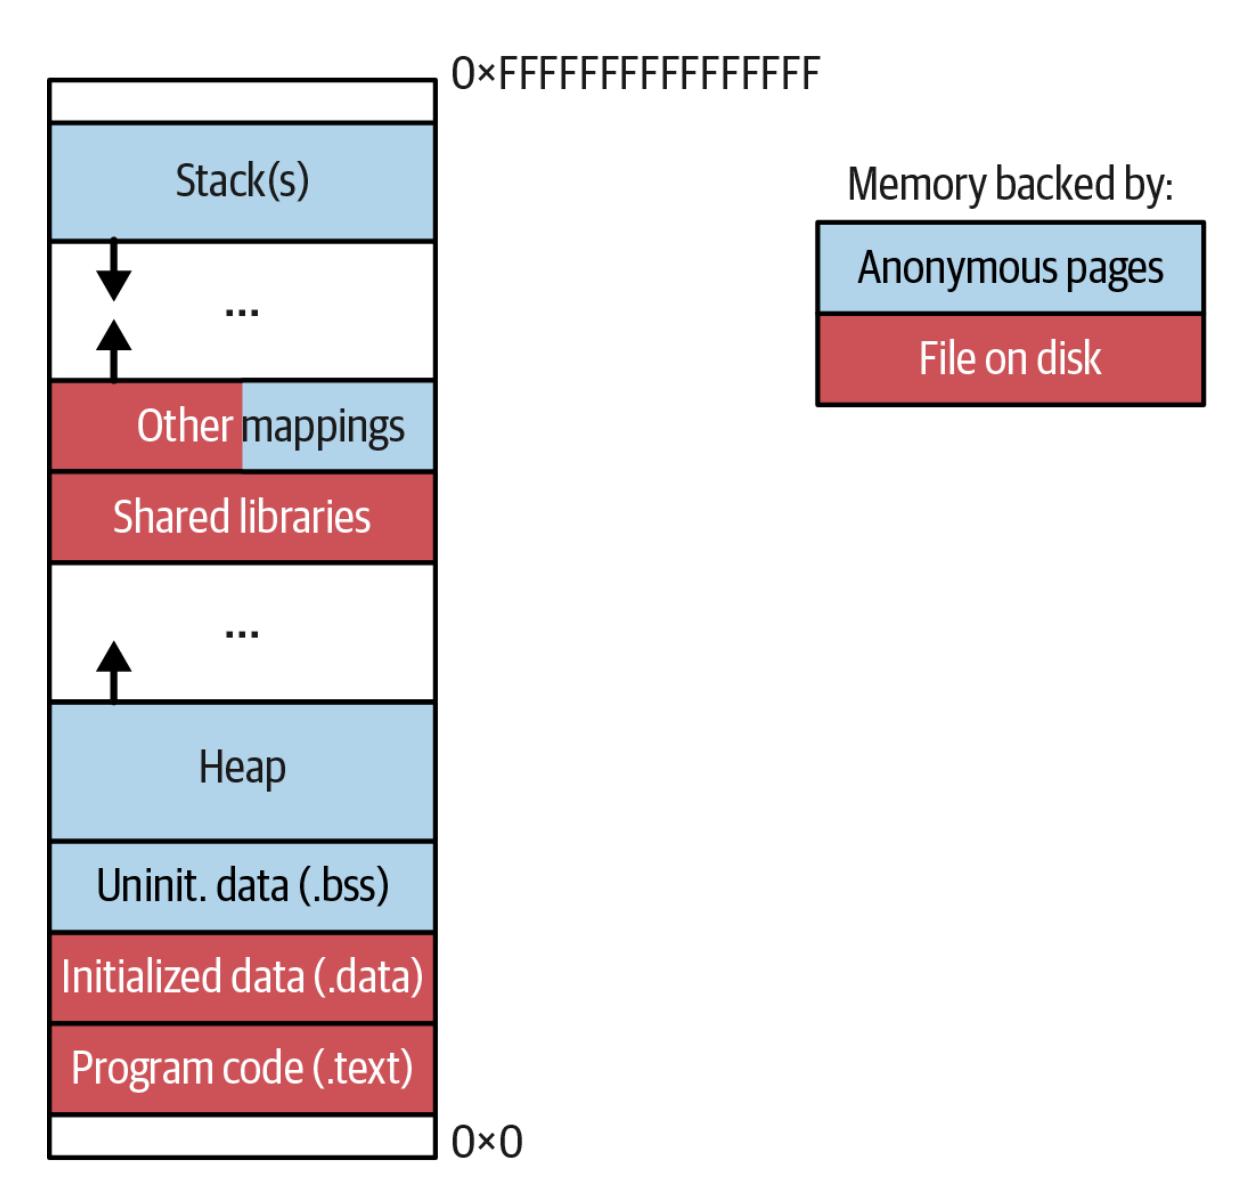 0×FFFFFFFFFFFFFFFF
Stack(s)
...
Other mappings
Shared libraries
...
Heap
Uninit. data (.bss)
Initialized data (.data)
Program code (.text)
0×0
Memory backed by:
Anonymous pages
File on disk